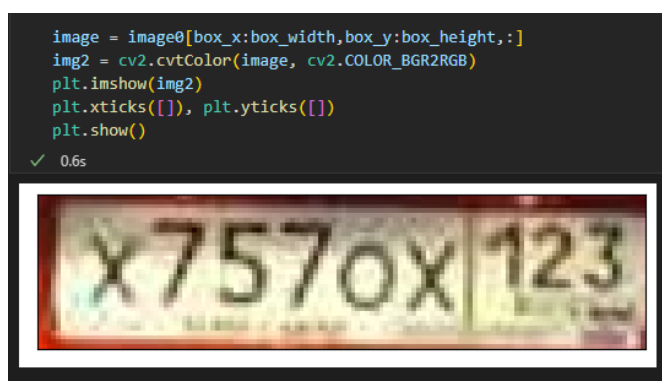 image = image0[box_x:box_width,box_y:box_height,:]
img2 = cv2.cvtColor(image, cv2.COLOR_BGR2RGB)
plt.imshow(img2)
plt.xticks([]), plt.yticks([])
plt.show()
✓ 0.6s
X757OX 123